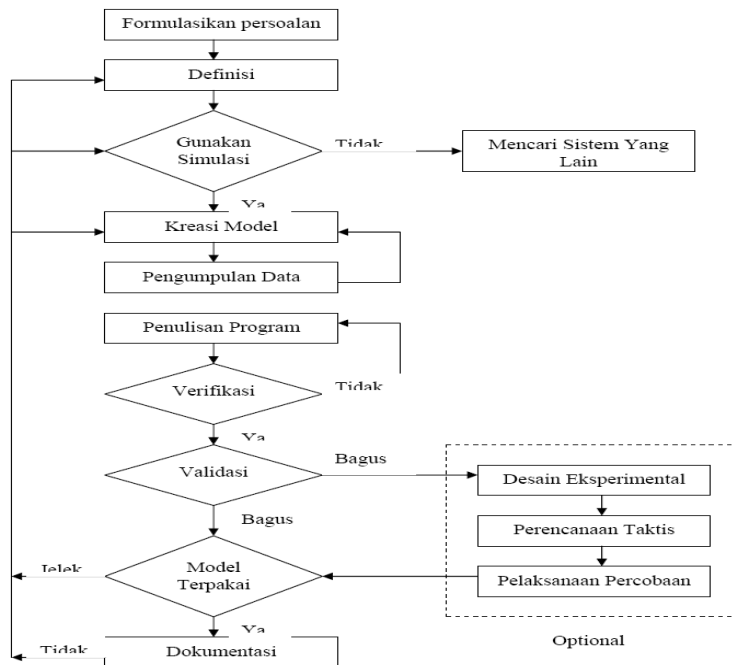 Formulasikan persoalan
Definisi
Gunakan
Simulasi
Tidak
Mencari Sistem Yang
Lain
Ya
Kreasi Model
Pengumpulan Data
Penulisan Program
Verifikasi
Tidak
Ya
Validasi
Bagus
Desain Eksperimental
Bagus
Perencanaan Taktis
Jelek
Model
Terpakai
Pelaksanaan Percobaan
Ya
Optional
Tidak
Dokumentasi